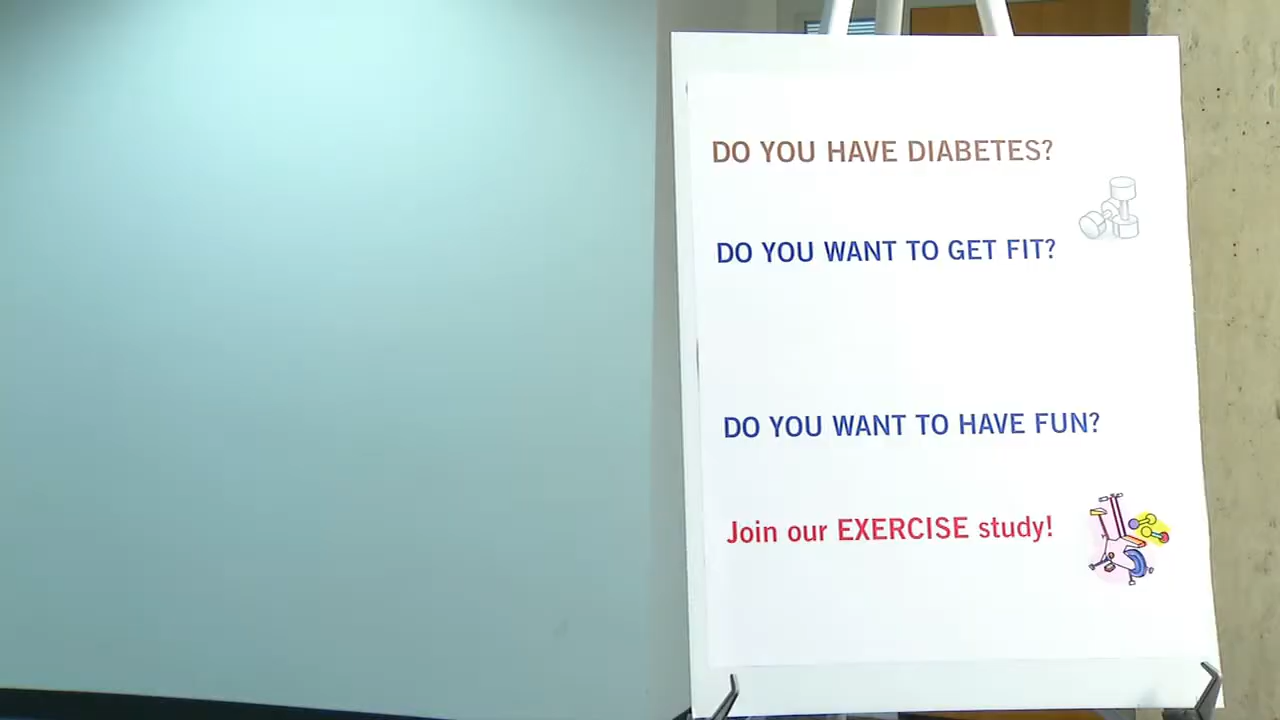 DO YOU HAVE DIABETES?
DO YOU WANT TO GET FIT?
DO YOU WANT TO HAVE FUN?
Join our EXERCISE study!